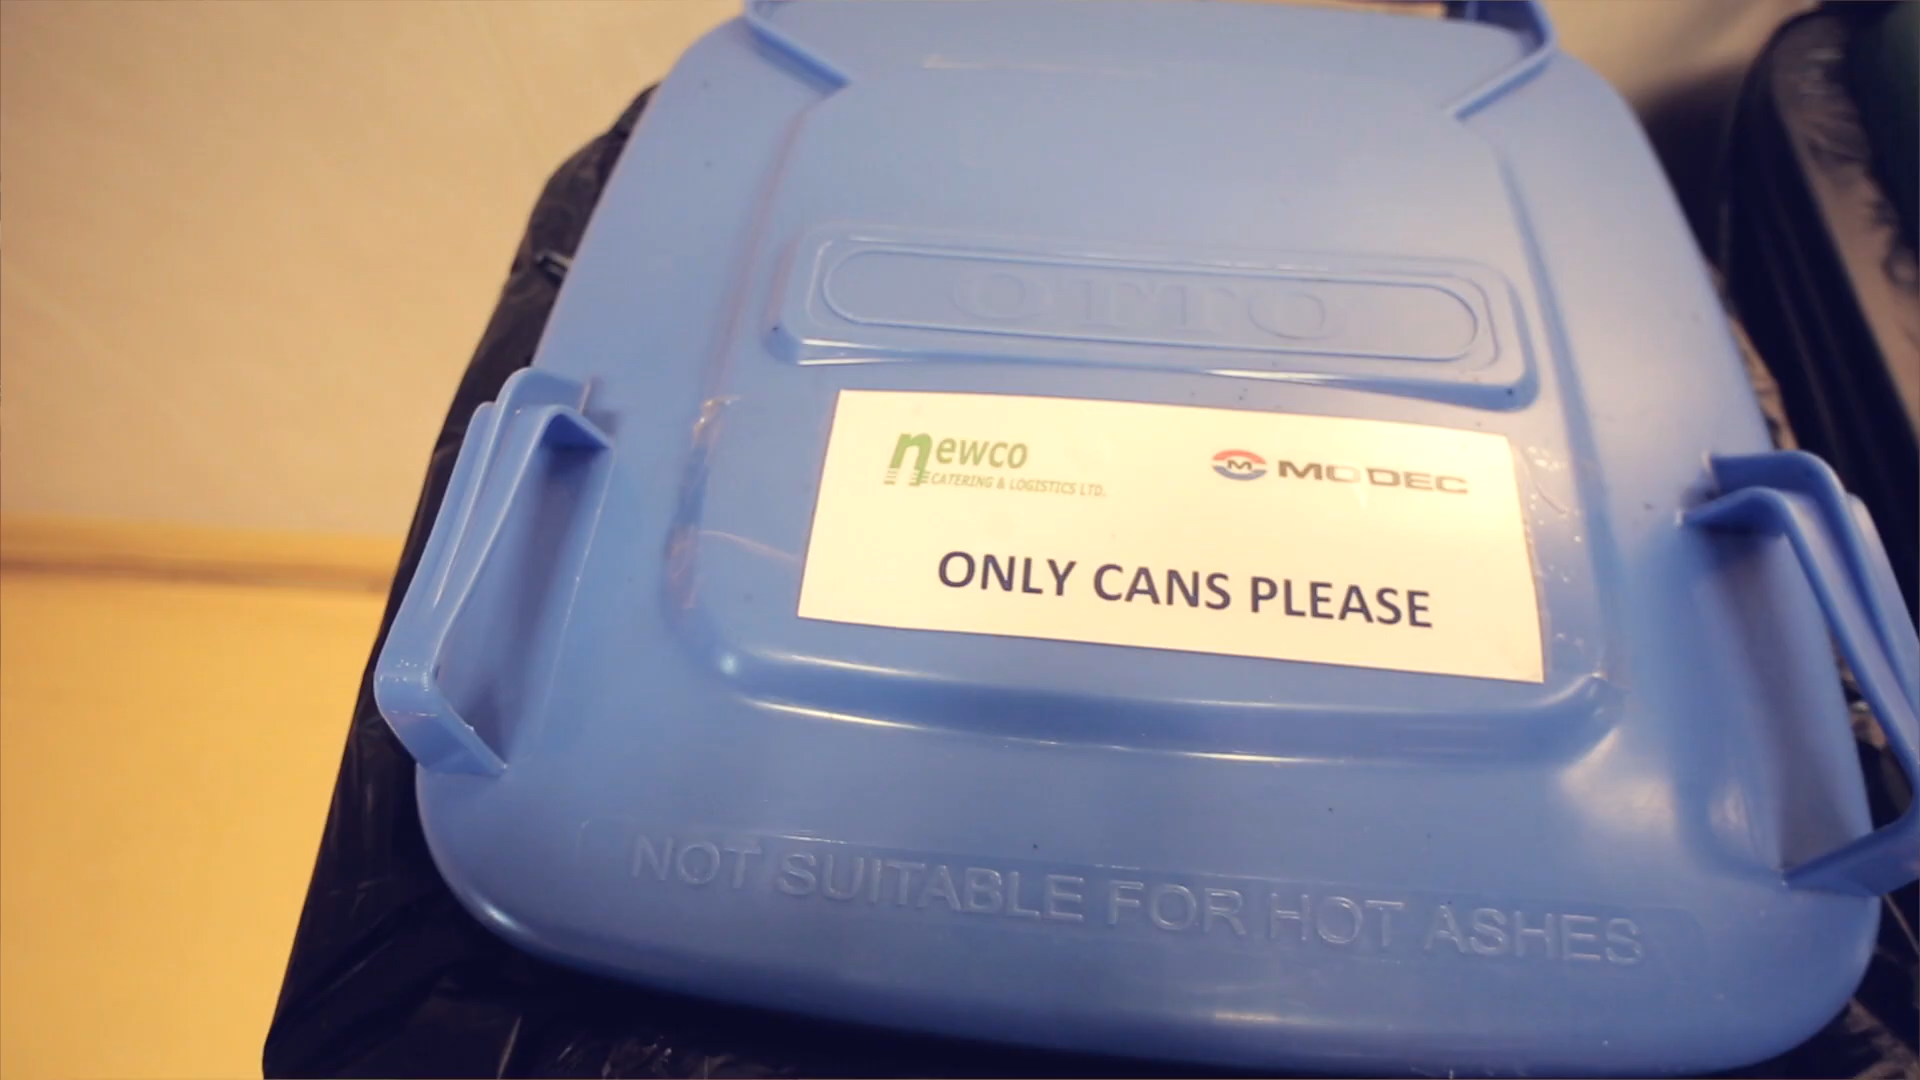 OTTO
newco
CATERING & LOGISTICS LTD.
MODEC
ONLY CANS PLEASE
NOT SUITABLE FOR HOT ASHES